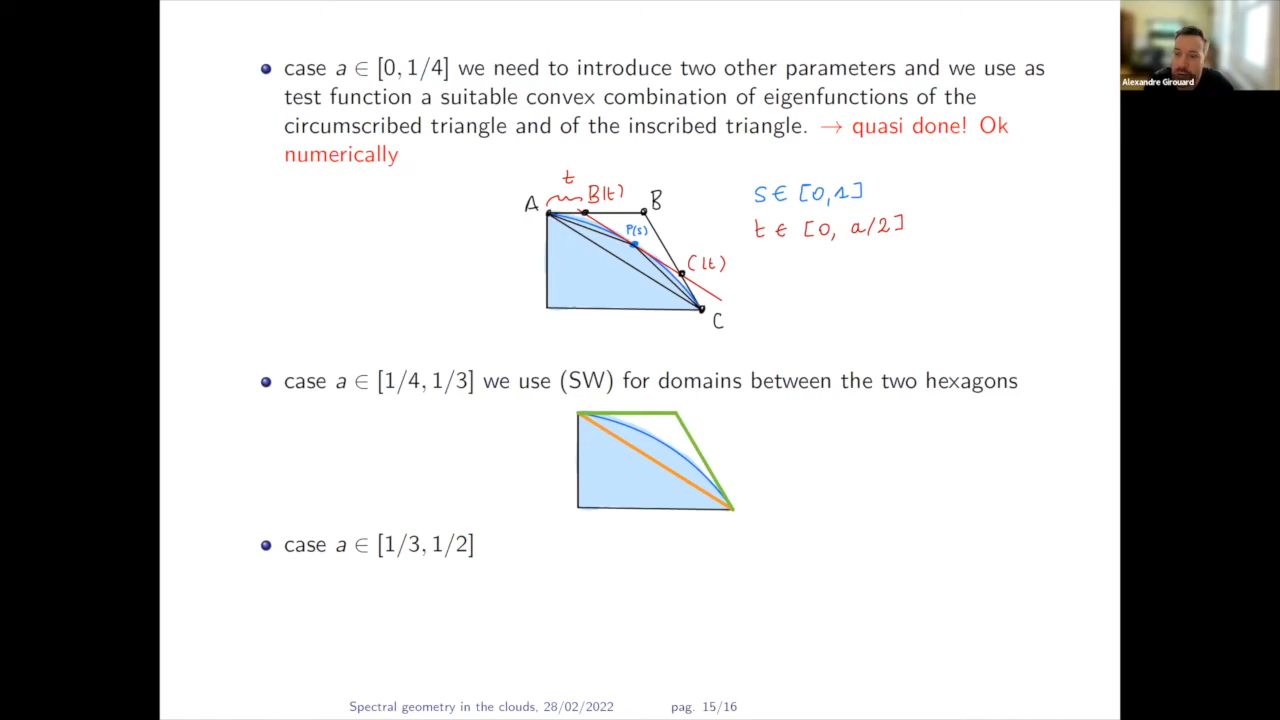 case a ∈ [0, 1/4] we need to introduce two other parameters and we use as
test function a suitable convex combination of eigenfunctions of the
circumscribed triangle and of the inscribed triangle. → quasi done! Ok
numerically
t
A
B(t)
B
P(s)
C(t)
C
s ∈ [0,1]
t ∈ [0, a/2]
case a ∈ [1/4, 1/3] we use (SW) for domains between the two hexagons
case a ∈ [1/3, 1/2]
Spectral geometry in the clouds, 28/02/2022
pag. 15/16
Alexandre Girouard